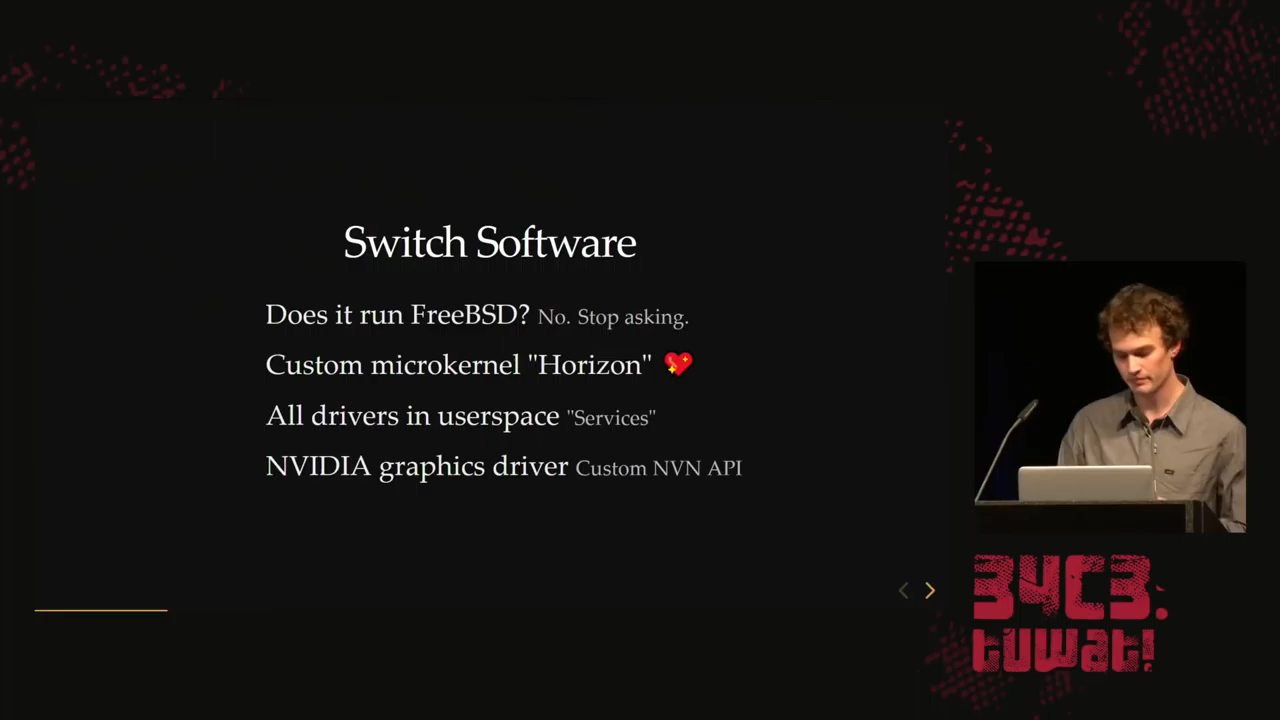 Switch Software
Does it run FreeBSD? No. Stop asking.
Custom microkernel "Horizon" 💖
All drivers in userspace "Services"
NVIDIA graphics driver Custom NVN API
34C3.
tuwat!